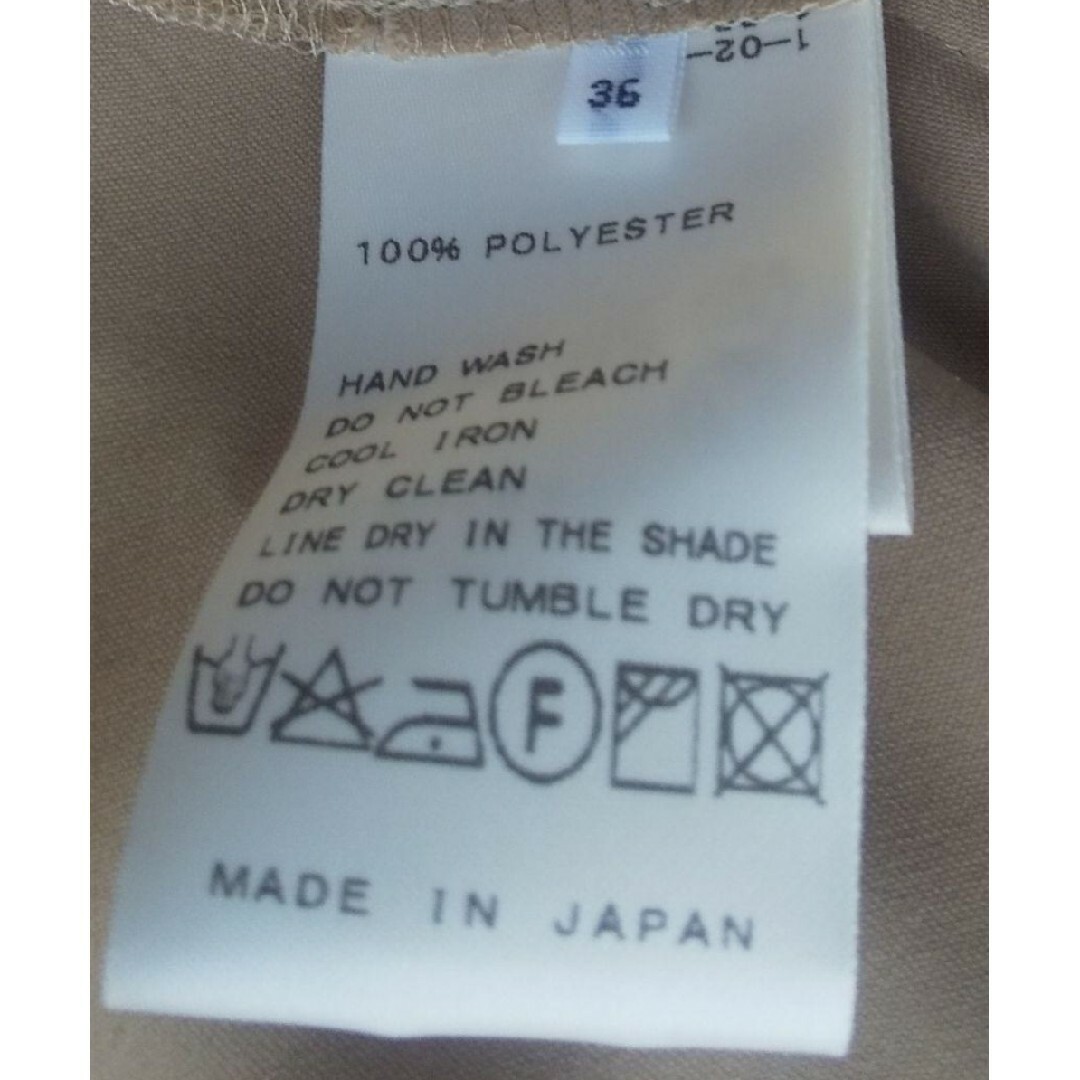 36
100% POLYESTER
HAND WASH
DO NOT BLEACH
COOL IRON
DRY CLEAN
LINE DRY IN THE SHADE
DO NOT TUMBLE DRY
F
MADE IN JAPAN